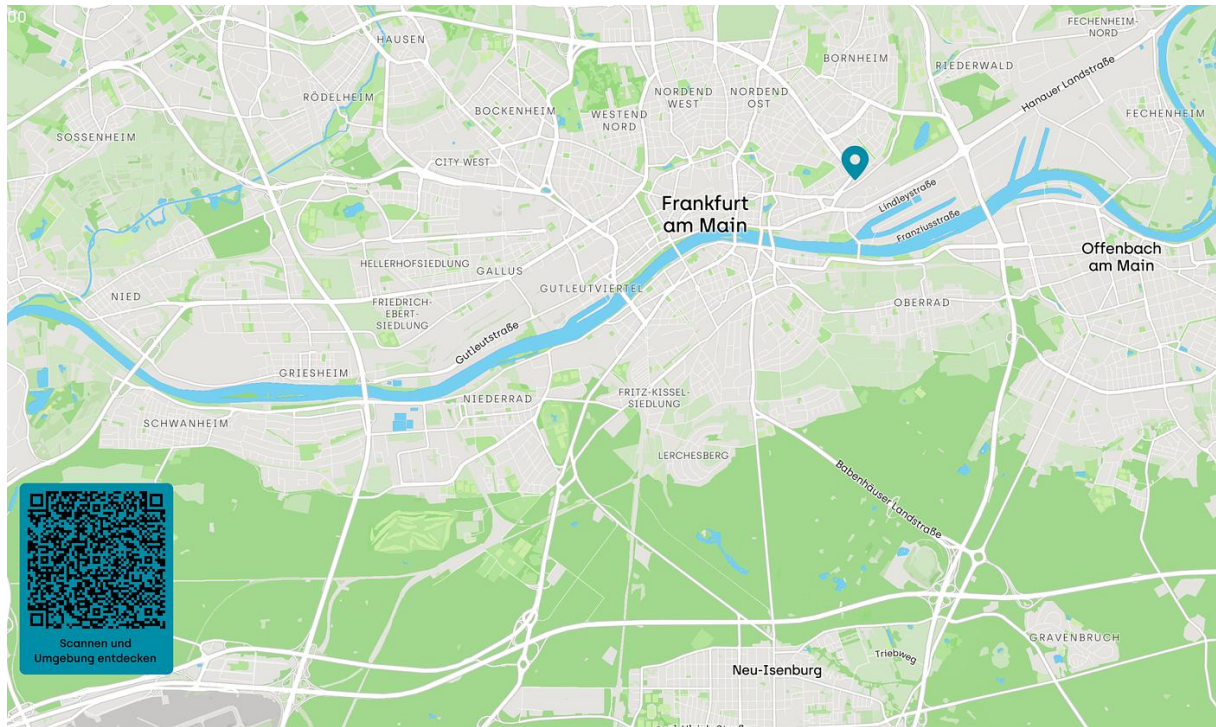 00
FECHENHEIM-
NORD
HAUSEN
BORNHEIM
RIEDERWALD
Hanauer Landstraße
RÖDELHEIM
NORDEND
WEST
NORDEND
OST
BOCKENHEIM
WESTEND
NORD
FECHENHEIM
SOSSENHEIM
CITY WEST
Lindleystraße
Frankfurt
am Main
Franziusstraße
Offenbach
am Main
HELLERHOFSIEDLUNG
GALLUS
GUTLEUTVIERTEL
NIED
FRIEDRICH-
EBERT-
SIEDLUNG
OBERRAD
Gutleutstraße
GRIESHEIM
NIEDERRAD
FRITZ-KISSEL-
SIEDLUNG
SCHWANHEIM
LERCHESBERG
Babenhäuser Landstraße
Scannen und
Umgebung entdecken
GRAVENBRUCH
Triebweg
Neu-Isenburg